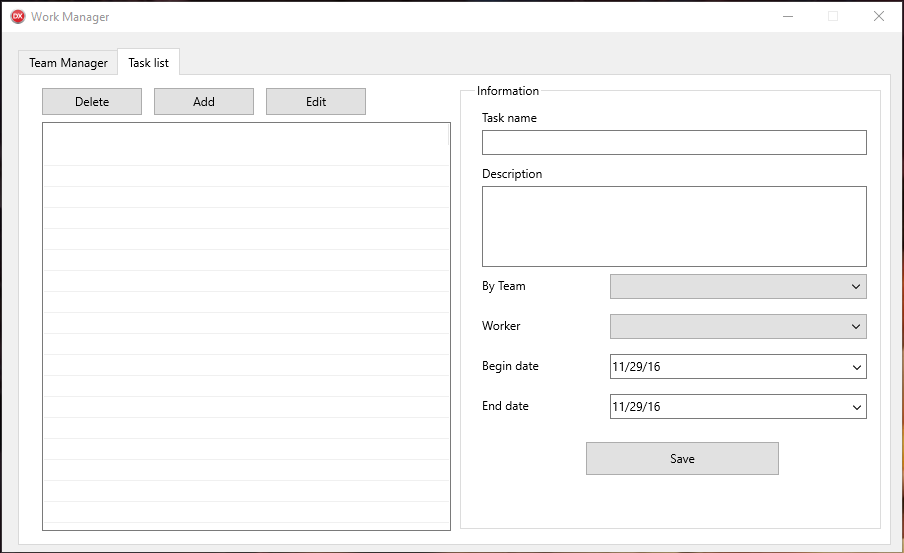 DX Work Manager
Team Manager Task list
Delete Add Edit
Information
Task name
Description
By Team
Worker
Begin date 11/29/16
End date 11/29/16
Save